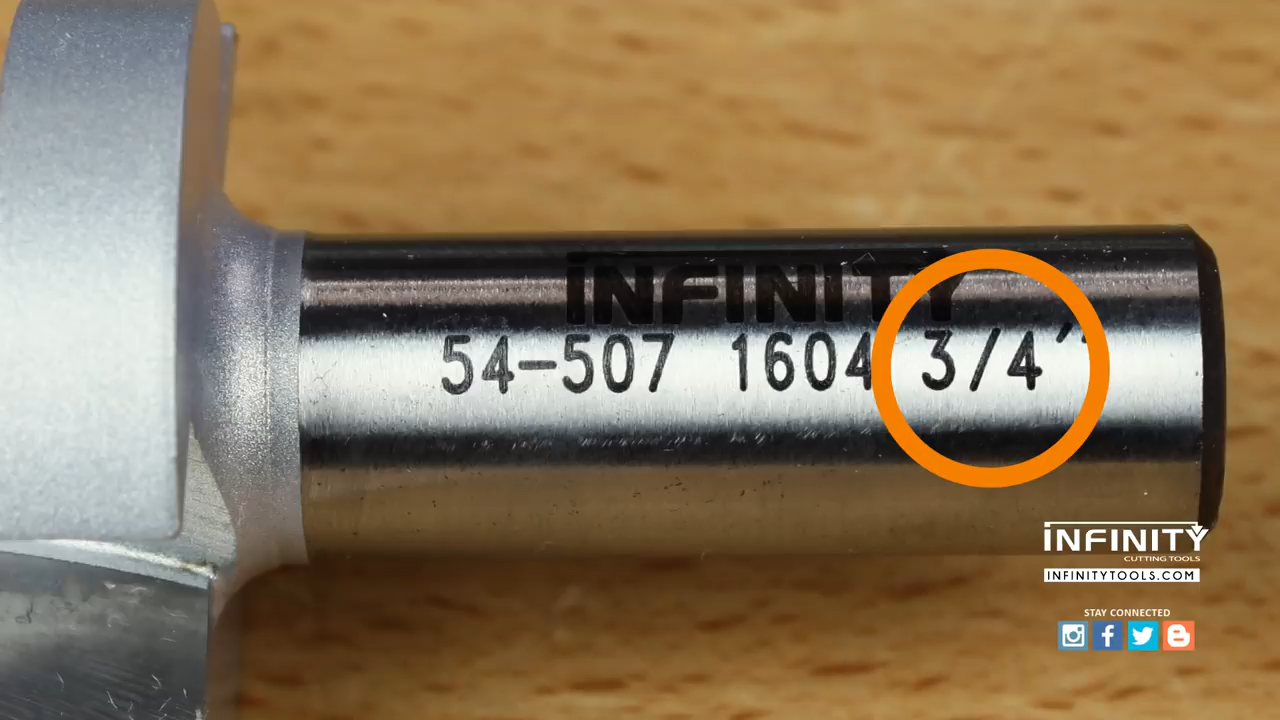 INFINITY
54-507 1604 3/4"
INFINITY
CUTTING TOOLS
INFINITYTOOLS.COM
STAY CONNECTED